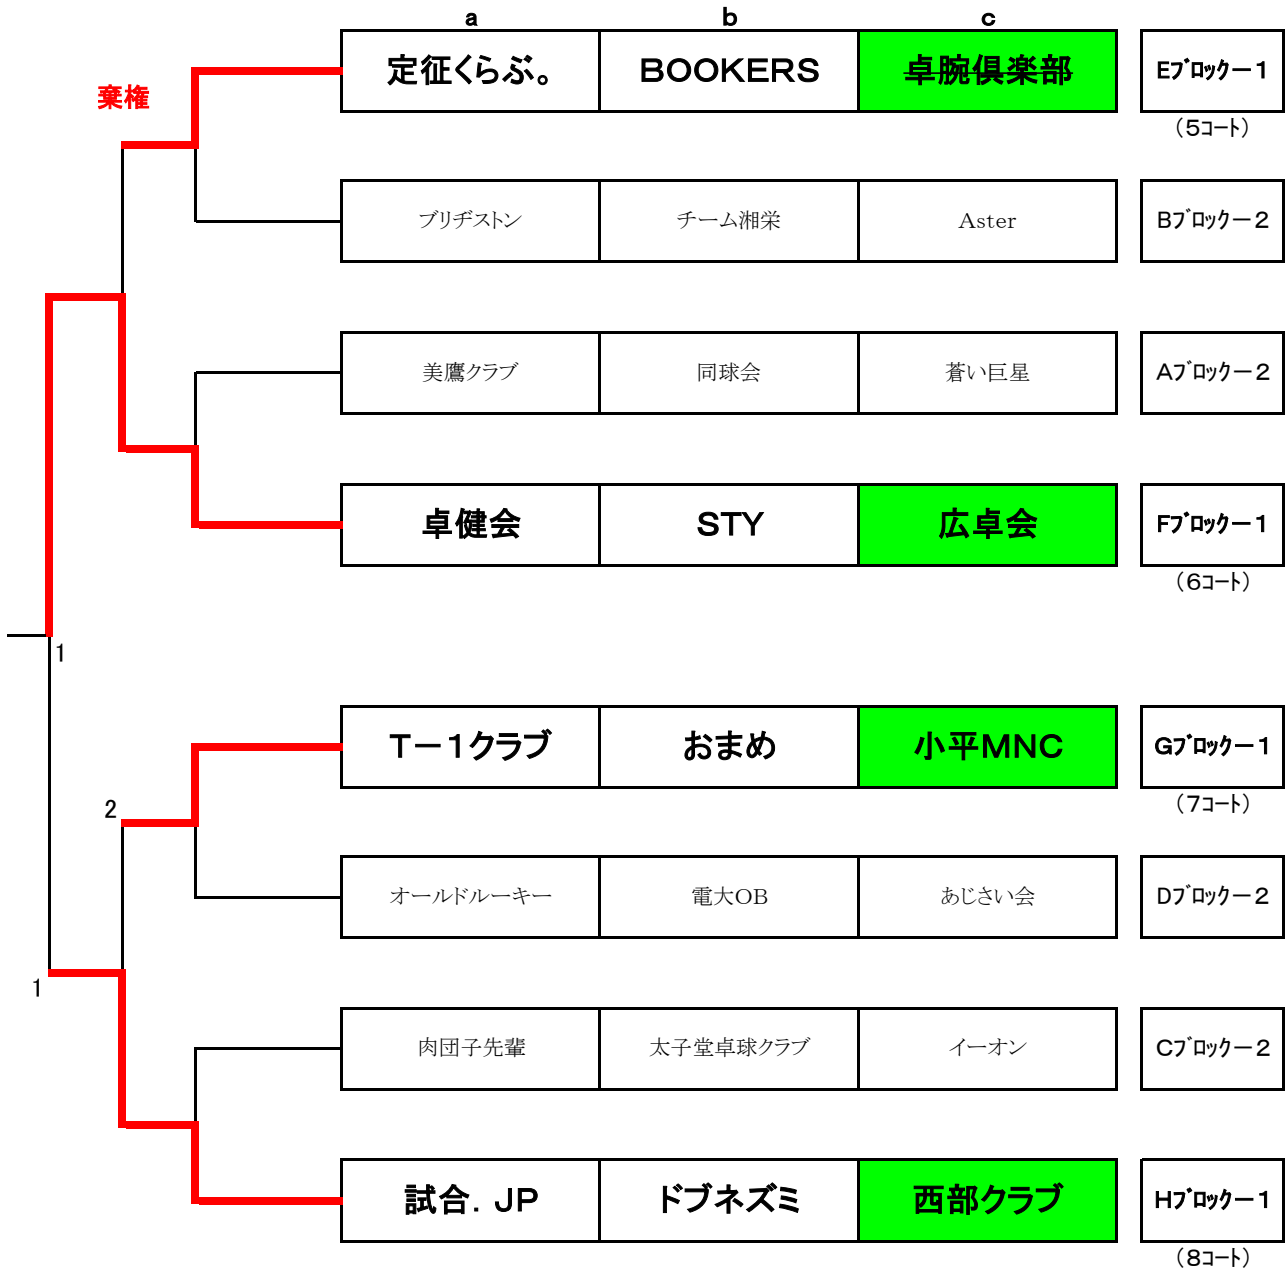 a b c
定征くらぶ。 BOOKERS 卓腕倶楽部 Eﾌﾞﾛｯｸー１
棄権
（5ｺｰﾄ）
ブリヂストン チーム湘栄 Aster Bﾌﾞﾛｯｸー２
美鷹クラブ 同球会 蒼い巨星 Aﾌﾞﾛｯｸー２
卓健会 STY 広卓会 Fﾌﾞﾛｯｸー１
（6ｺｰﾄ）
1
T－１クラブ おまめ 小平MNC Gﾌﾞﾛｯｸー１
（7ｺｰﾄ）
2
オールドルーキー 電大OB あじさい会 Dﾌﾞﾛｯｸー２
1
肉団子先輩 太子堂卓球クラブ イーオン Cﾌﾞﾛｯｸー２
試合．JP ドブネズミ 西部クラブ Hﾌﾞﾛｯｸー１
（8ｺｰﾄ）